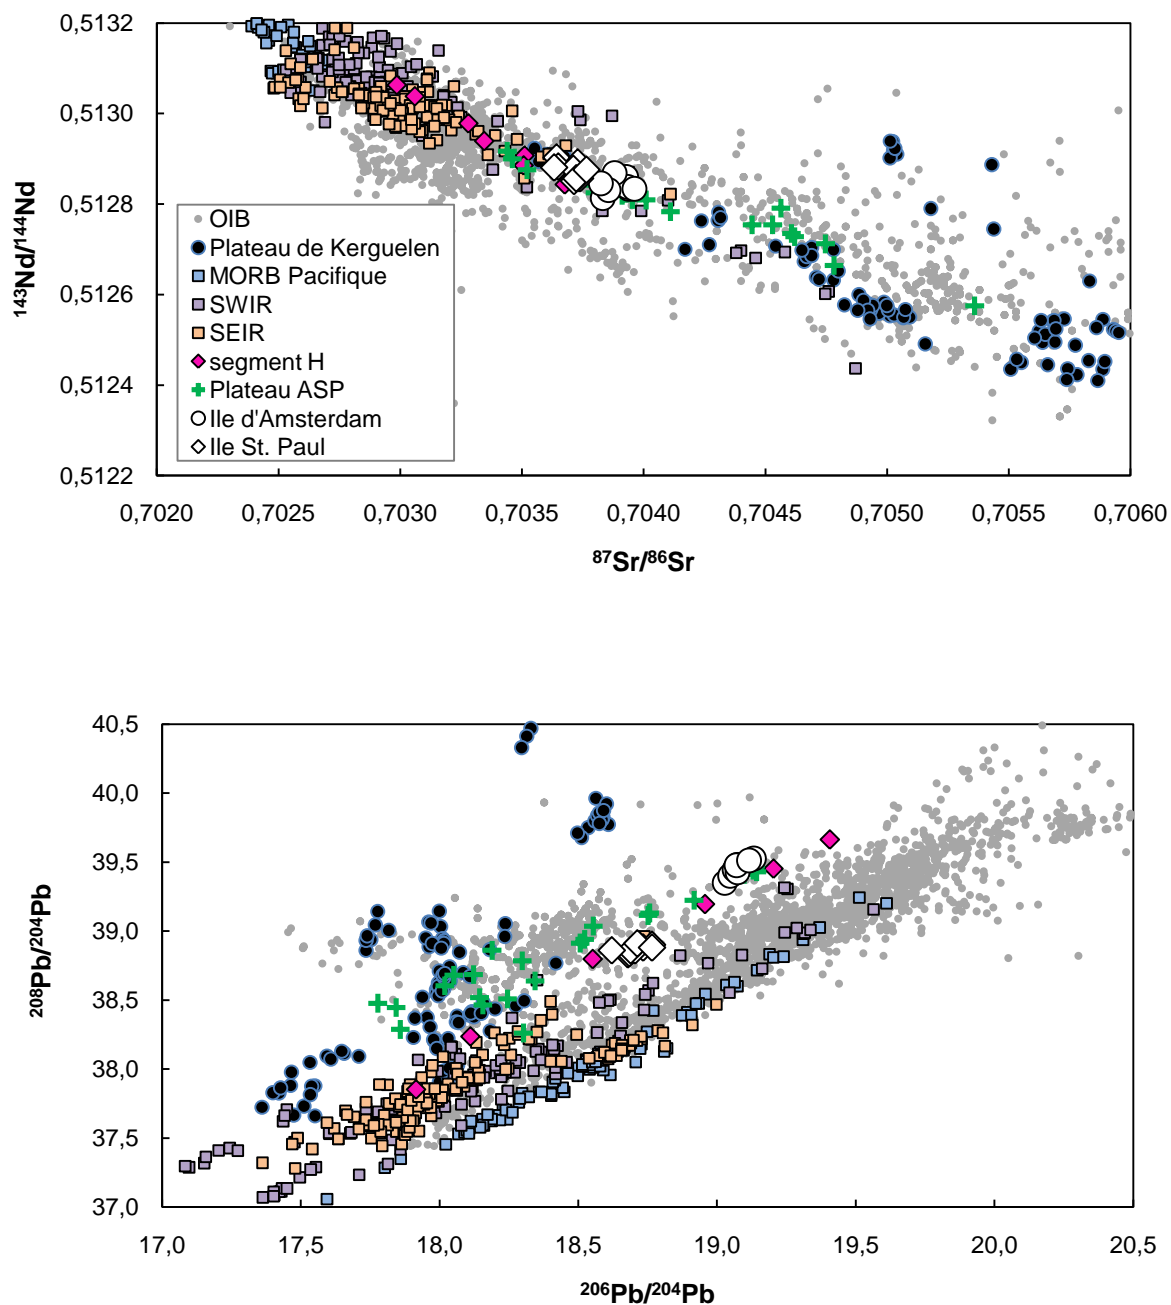 0,5132
0,5130
0,5128
0,5126
0,5124
0,5122
¹⁴³Nd/¹⁴⁴Nd
OIB
Plateau de Kerguelen
MORB Pacifique
SWIR
SEIR
segment H
Plateau ASP
Ile d'Amsterdam
Ile St. Paul
0,7020 0,7025 0,7030 0,7035 0,7040 0,7045 0,7050 0,7055 0,7060
⁸⁷Sr/⁸⁶Sr
40,5
40,0
39,5
39,0
38,5
38,0
37,5
37,0
²⁰⁸Pb/²⁰⁴Pb
17,0 17,5 18,0 18,5 19,0 19,5 20,0 20,5
²⁰⁶Pb/²⁰⁴Pb